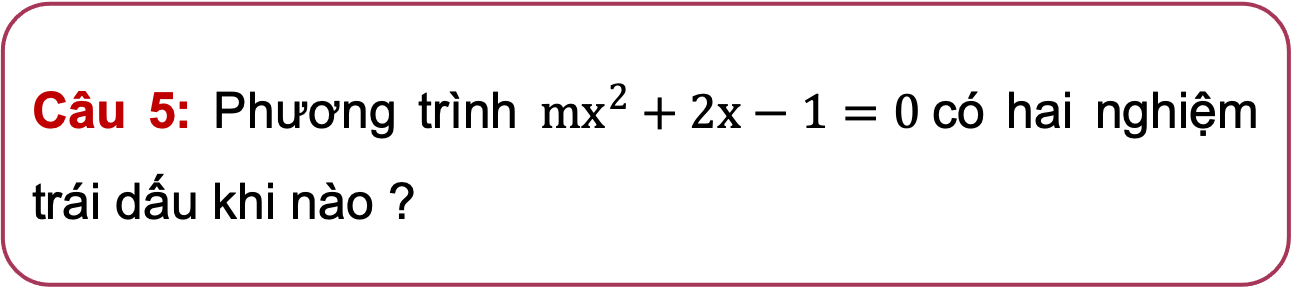 Câu 5: Phương trình mx² + 2x − 1 = 0 có hai nghiệm
trái dấu khi nào ?